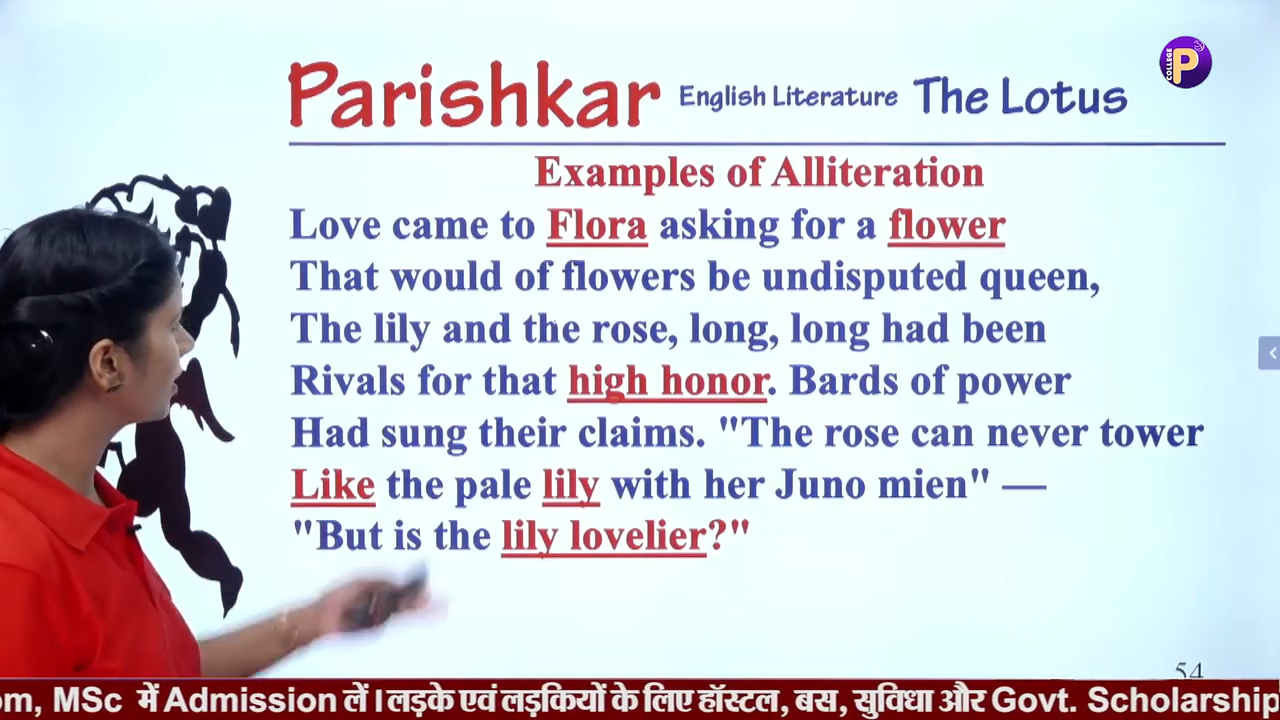 Parishkar English Literature The Lotus
COLLEGE P
Examples of Alliteration
Love came to Flora asking for a flower
That would of flowers be undisputed queen,
The lily and the rose, long, long had been
Rivals for that high honor. Bards of power
Had sung their claims. "The rose can never tower
Like the pale lily with her Juno mien" —
"But is the lily lovelier?"
54
om, MSc में Admission लें।लड़के एवं लड़कियों के लिए हॉस्टल, बस, सुविधा और Govt. Scholarship